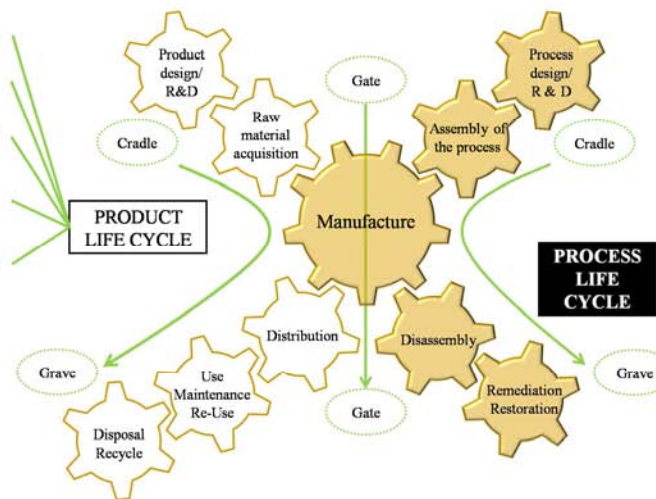 Product
design/
R&D
Process
design/
R & D
Gate
Cradle
Raw
material
acquisition
Assembly of
the process
Cradle
PRODUCT
LIFE CYCLE
Manufacture
PROCESS
LIFE
CYCLE
Distribution
Disassembly
Grave
Use
Maintenance
Re-Use
Gate
Remediation
Restoration
Grave
Disposal
Recycle